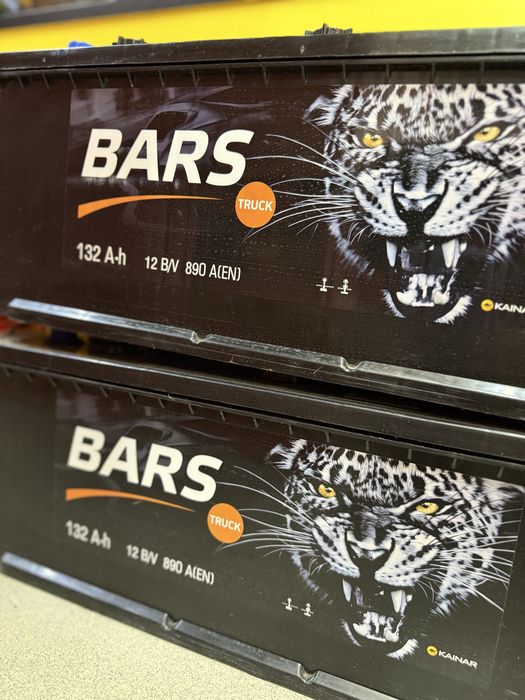 BARS
TRUCK
132 A·h 12 B/V 890 A(EN)
KAINAR
BARS
TRUCK
132 A·h 12 B/V 890 A(EN)
KAINAR